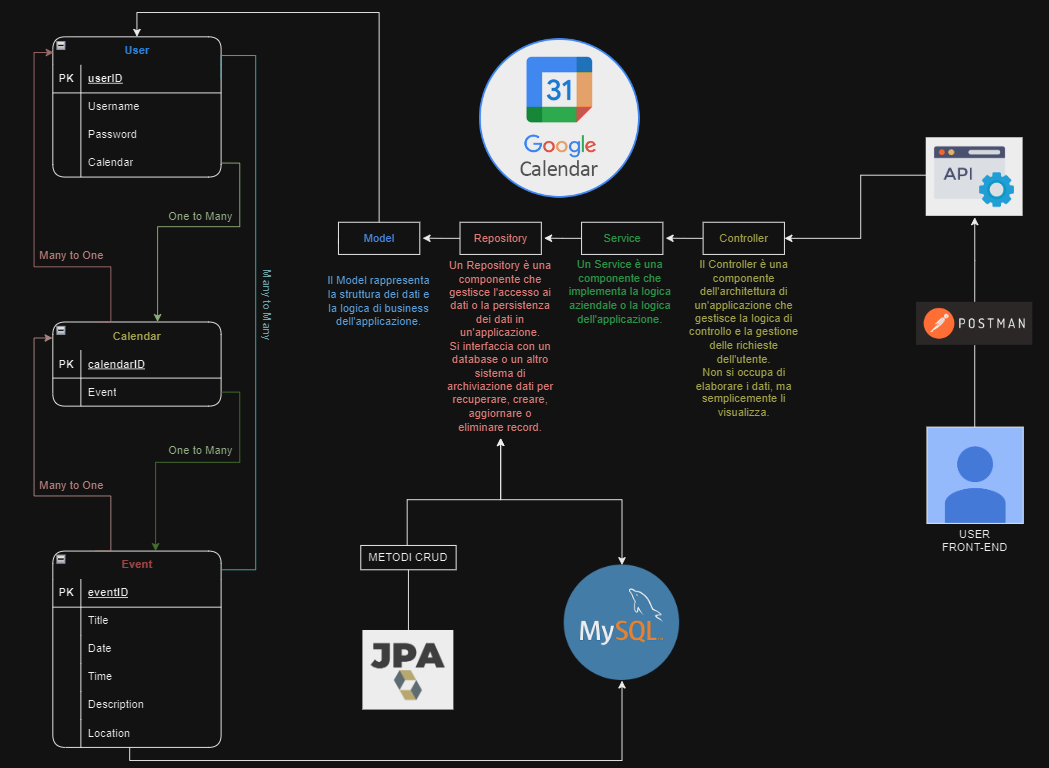 User
PK
userID
Username
Password
Calendar
One to Many
Many to One
Many to Many
Calendar
PK
calendarID
Event
One to Many
Many to One
Event
PK
eventID
Title
Date
Time
Description
Location
31
Google
Calendar
Model
Il Model rappresenta
la struttura dei dati e
la logica di business
dell'applicazione.
Repository
Un Repository è una
componente che
gestisce l'accesso ai
dati o la persistenza
dei dati in
un'applicazione.
Si interfaccia con un
database o un altro
sistema di
archiviazione dati per
recuperare, creare,
aggiornare o
eliminare record.
Service
Un Service è una
componente che
implementa la logica
aziendale o la logica
dell'applicazione.
Controller
Il Controller è una
componente
dell'architettura di
un'applicazione che
gestisce la logica di
controllo e la gestione
delle richieste
dell'utente.
Non si occupa di
elaborare i dati, ma
semplicemente li
visualizza.
API
POSTMAN
USER
FRONT-END
METODI CRUD
JPA
MySQL